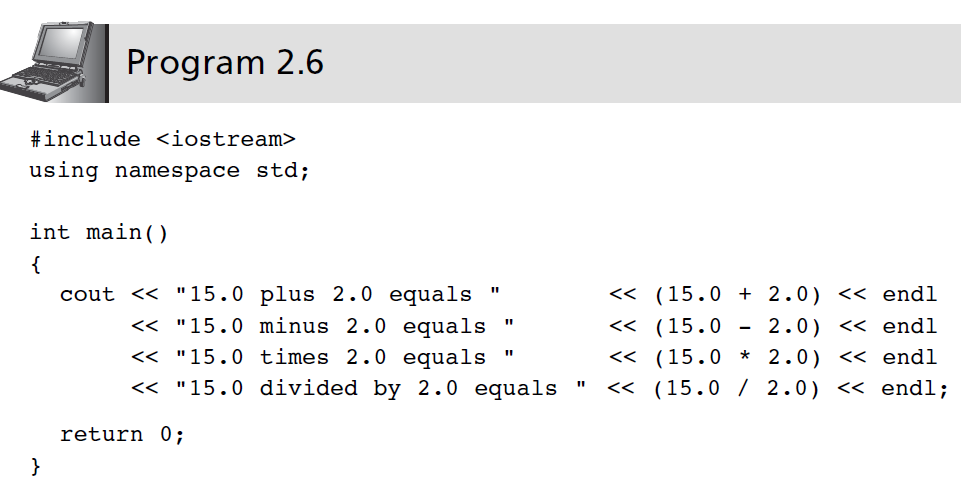 Program 2.6
#include <iostream>
using namespace std;
int main()
{
cout << "15.0 plus 2.0 equals " << (15.0 + 2.0) << endl
<< "15.0 minus 2.0 equals " << (15.0 - 2.0) << endl
<< "15.0 times 2.0 equals " << (15.0 * 2.0) << endl
<< "15.0 divided by 2.0 equals " << (15.0 / 2.0) << endl;
return 0;
}